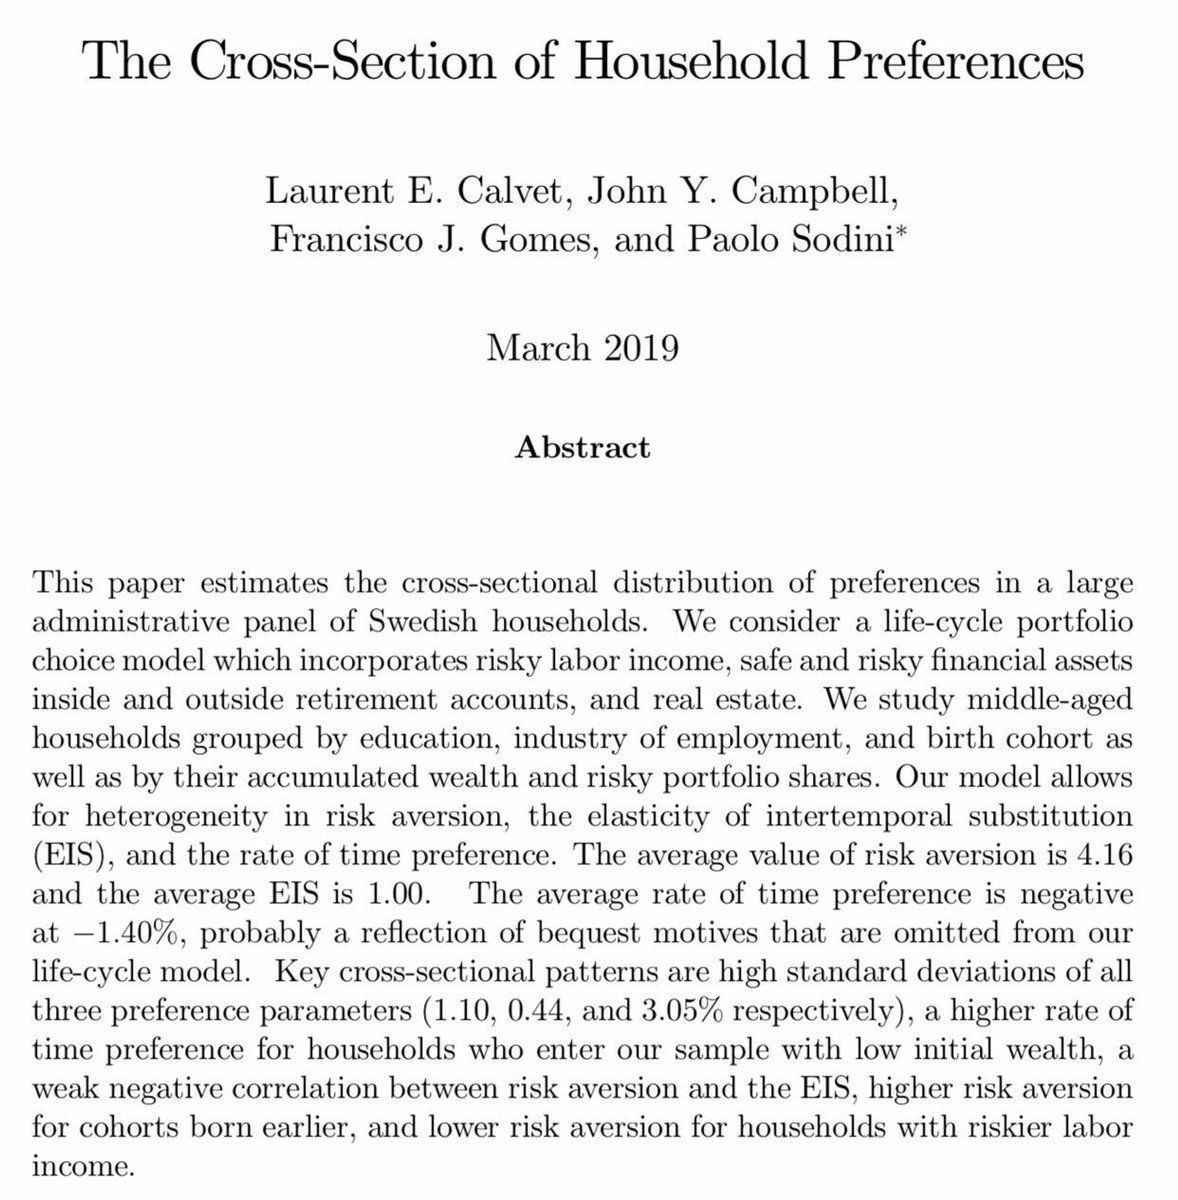 The Cross-Section of Household Preferences
Laurent E. Calvet, John Y. Campbell,
Francisco J. Gomes, and Paolo Sodini*
March 2019
Abstract
This paper estimates the cross-sectional distribution of preferences in a large
administrative panel of Swedish households. We consider a life-cycle portfolio
choice model which incorporates risky labor income, safe and risky financial assets
inside and outside retirement accounts, and real estate. We study middle-aged
households grouped by education, industry of employment, and birth cohort as
well as by their accumulated wealth and risky portfolio shares. Our model allows
for heterogeneity in risk aversion, the elasticity of intertemporal substitution
(EIS), and the rate of time preference. The average value of risk aversion is 4.16
and the average EIS is 1.00. The average rate of time preference is negative
at −1.40%, probably a reflection of bequest motives that are omitted from our
life-cycle model. Key cross-sectional patterns are high standard deviations of all
three preference parameters (1.10, 0.44, and 3.05% respectively), a higher rate of
time preference for households who enter our sample with low initial wealth, a
weak negative correlation between risk aversion and the EIS, higher risk aversion
for cohorts born earlier, and lower risk aversion for households with riskier labor
income.